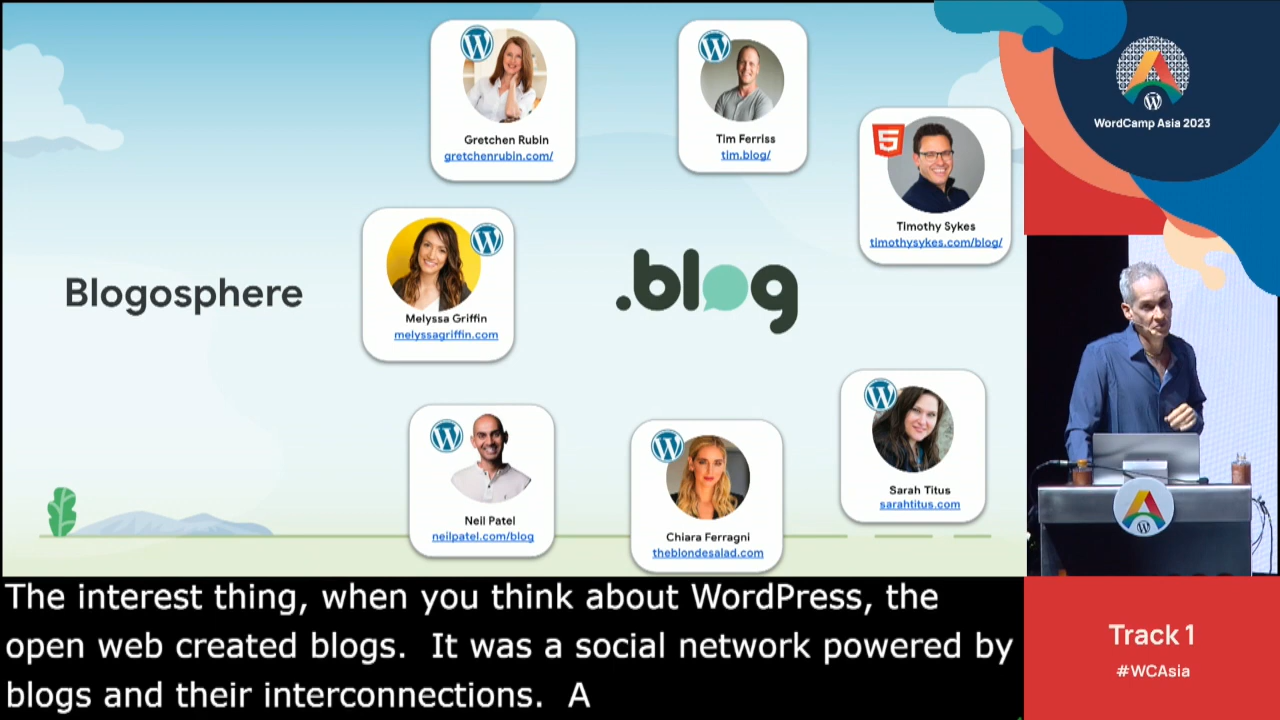 Gretchen Rubin
gretchenrubin.com/
Tim Ferriss
tim.blog/
WordCamp Asia 2023
5
Timothy Sykes
timothysykes.com/blog/
Blogosphere
Melyssa Griffin
melyssagriffin.com
.blog
Neil Patel
neilpatel.com/blog
Chiara Ferragni
theblondesalad.com
Sarah Titus
sarahtitus.com
The interest thing, when you think about WordPress, the
open web created blogs.  It was a social network powered by
blogs and their interconnections.  A
Track 1
#WCAsia